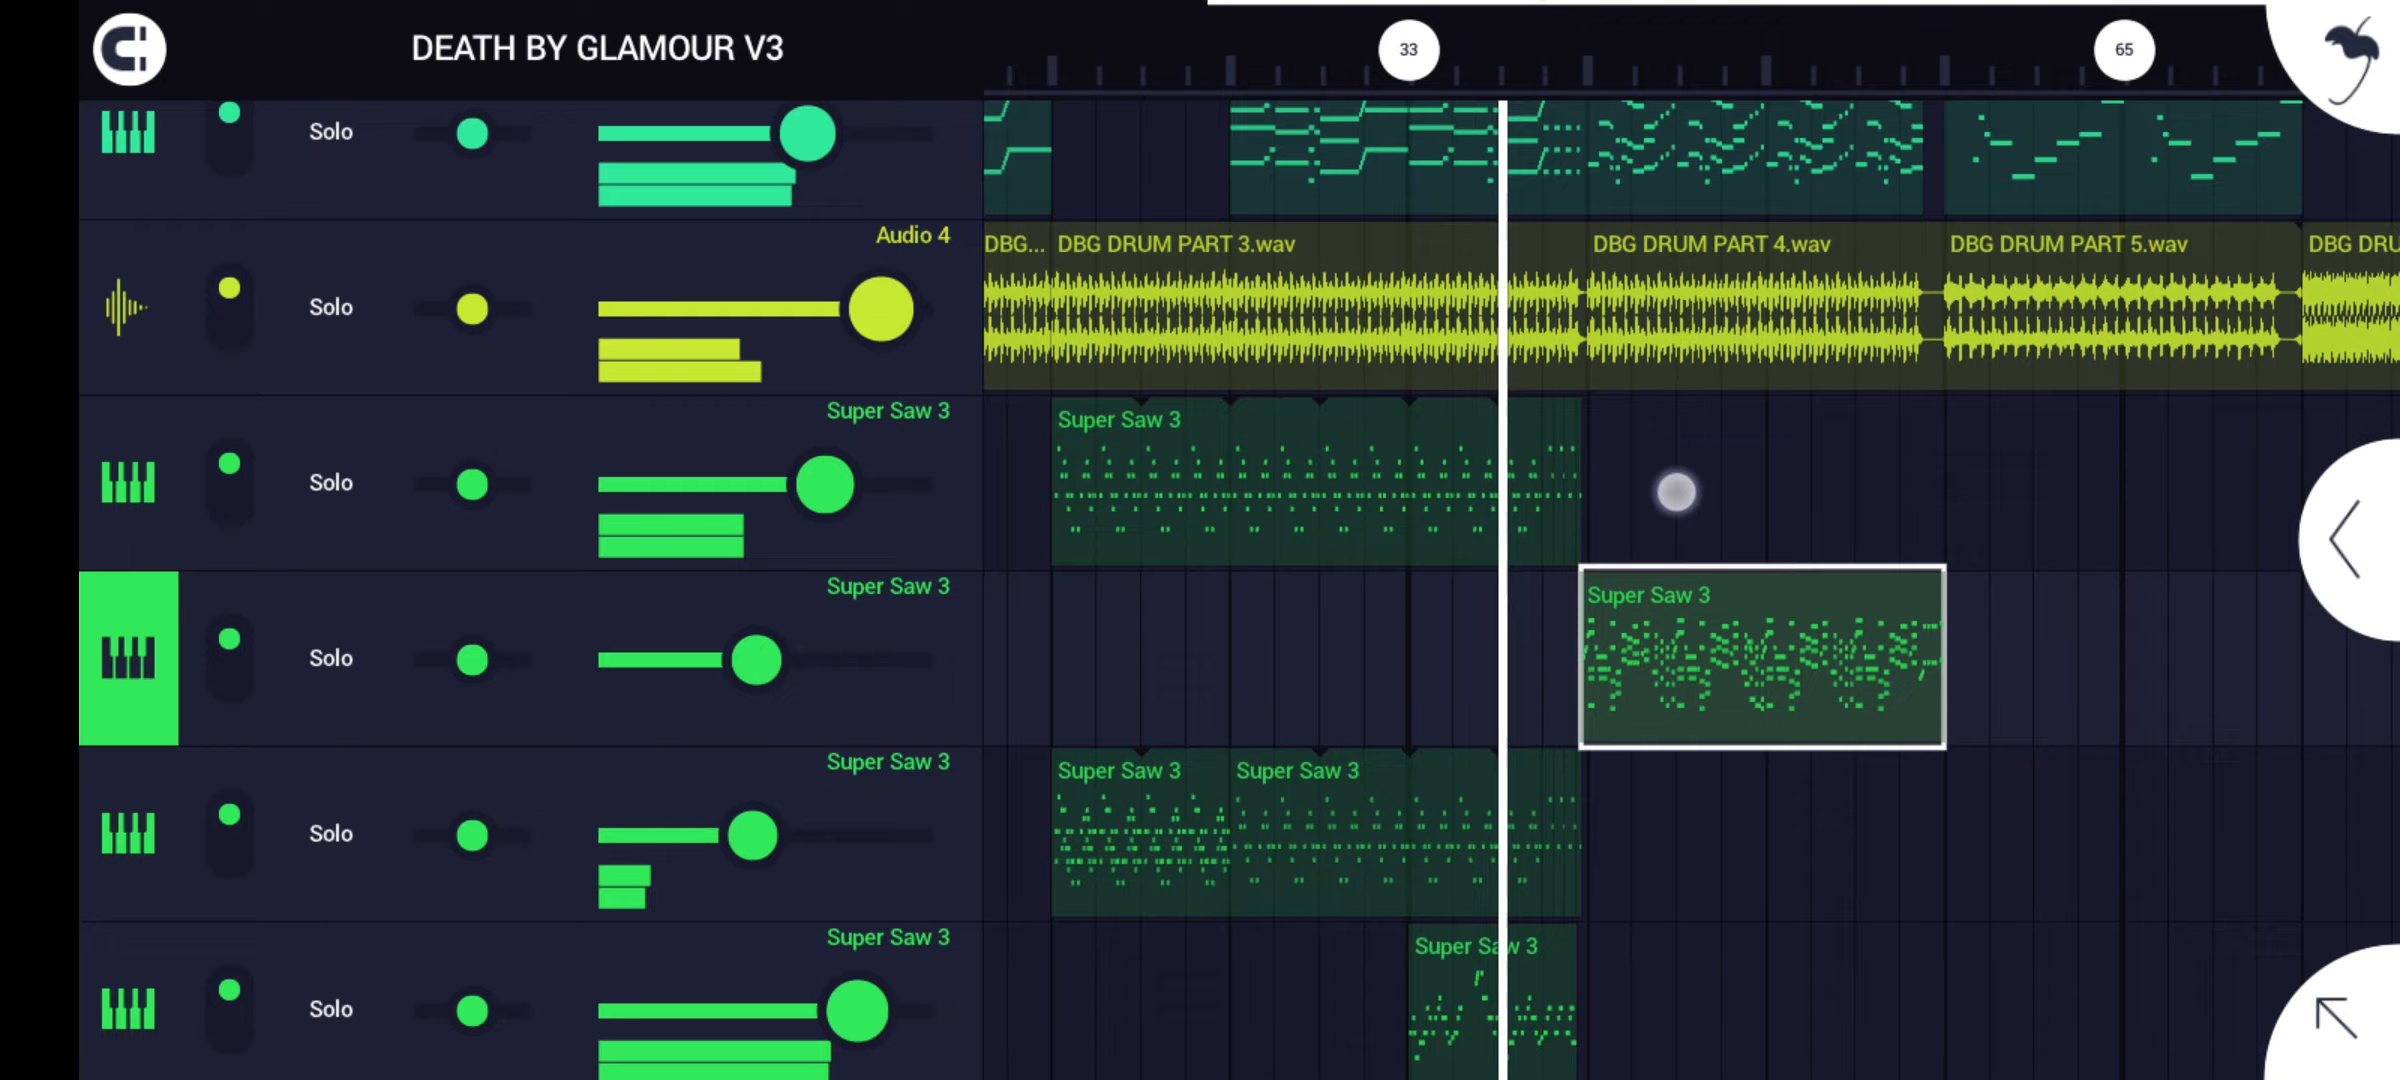 DEATH BY GLAMOUR V3
33
65
Solo
Audio 4
DBG... DBG DRUM PART 3.wav DBG DRUM PART 4.wav DBG DRUM PART 5.wav DBG DRU
Solo
Super Saw 3
Super Saw 3
Solo
Super Saw 3
Super Saw 3
Solo
Super Saw 3
Super Saw 3 Super Saw 3
Solo
Super Saw 3
Super Saw 3
Solo